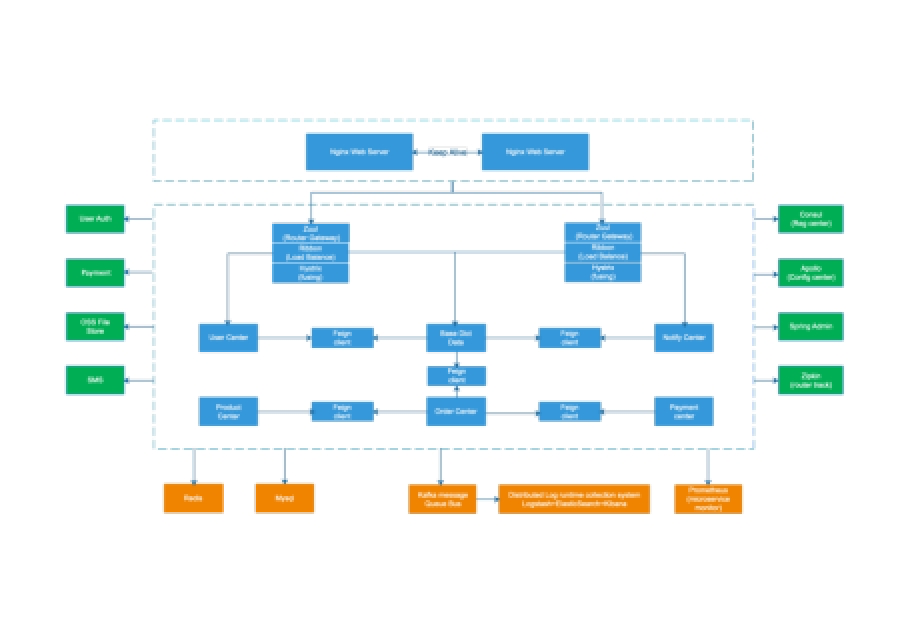 Nginx Web Server
Keep Alive
Nginx Web Server
User Auth
Zuul
(Router Gateway)
Ribbon
(Load Balance)
Hystrix
(fusing)
Zuul
(Router Gateway)
Ribbon
(Load Balance)
Hystrix
(fusing)
Consul
(Reg center)
Payment
Apollo
(Config center)
OSS File
Store
User Center
Feign
client
Base Dict
Data
Feign
client
Notify Center
Spring Admin
SMS
Feign
client
Zipkin
(router track)
Product
Center
Feign
client
Order Center
Feign
client
Payment
center
Redis
Mysql
Kafka message
Queue Bus
Distributed Log runtime collection system
Logstash+ElasticSearch+Kibana
Prometheus
(microservice
monitor)